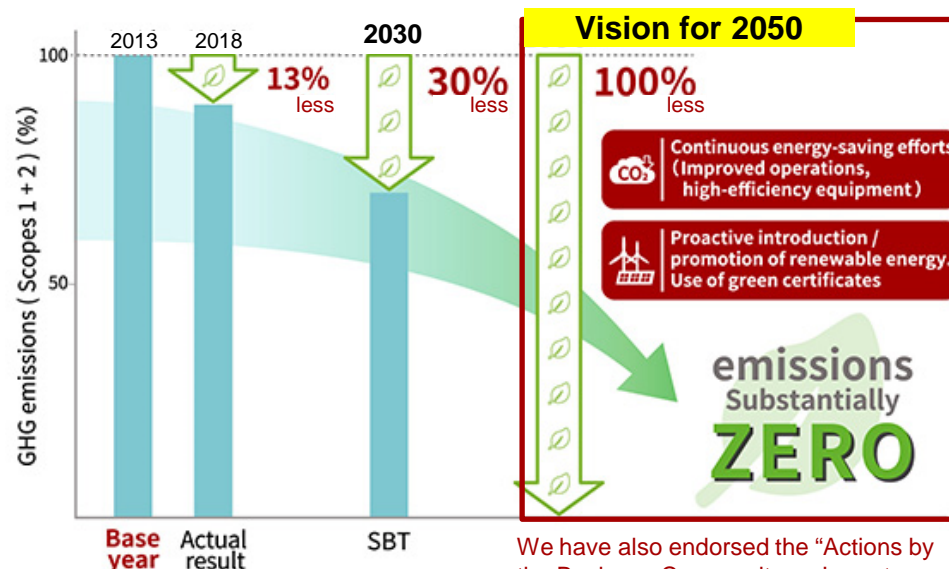 Vision for 2050
2013
2018
2030
100
13%
less
30%
less
100%
less
GHG emissions ( Scopes 1 + 2 ) (%)
50
CO₂
Continuous energy-saving efforts
(Improved operations,
high-efficiency equipment )
Proactive introduction /
promotion of renewable energy.
Use of green certificates
emissions
Substantially
ZERO
Base
year
Actual
result
SBT
We have also endorsed the “Actions by